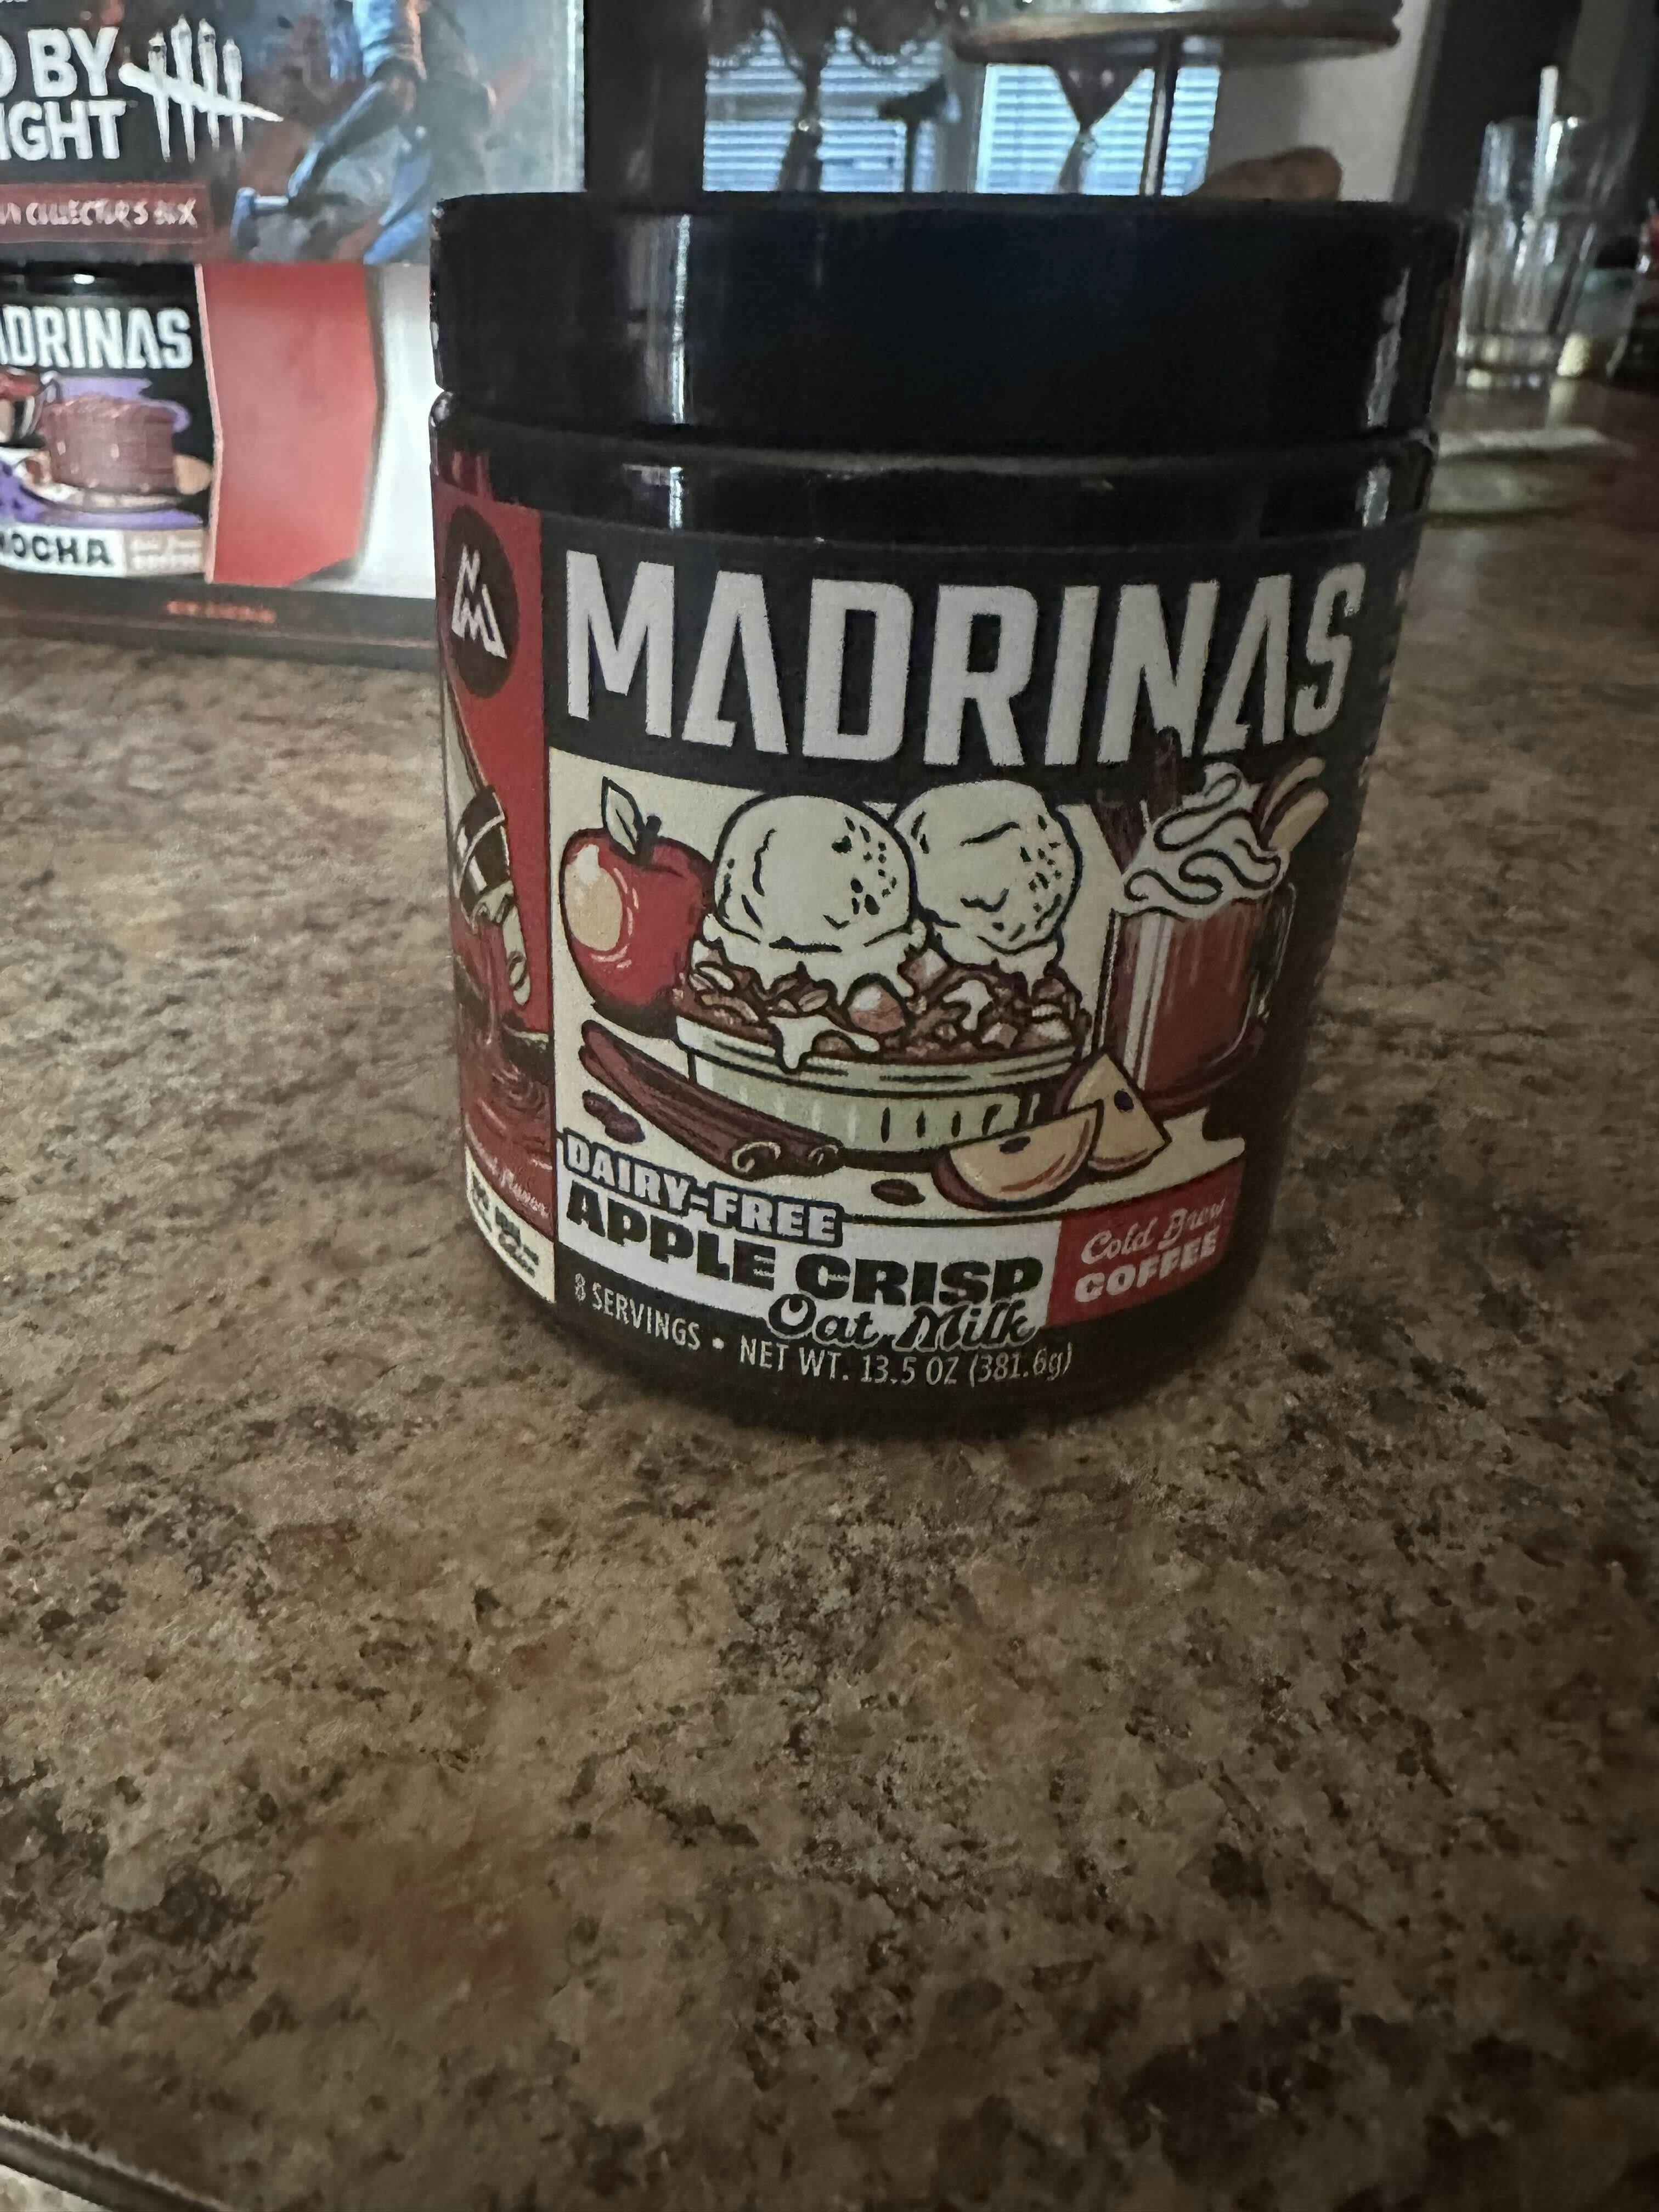 D BY
IGHT
COLLECTOR'S BOX
ADRINAS
MOCHA
MADRINAS
DAIRY-FREE
APPLE CRISP
Oat Milk
Cold Brew
COFFEE
8 SERVINGS • NET WT. 13.5 OZ (381.6g)